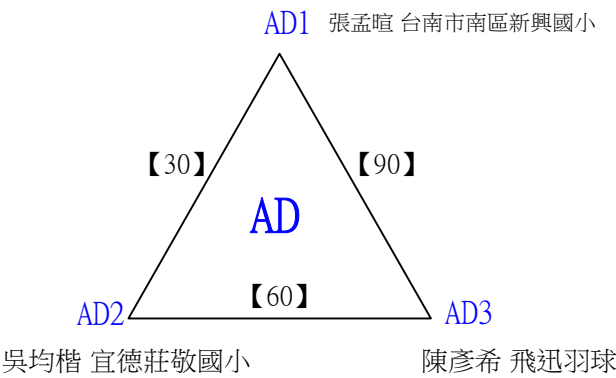 AD1 張孟暄 台南市南區新興國小
【30】 【90】
AD
【60】
AD2 AD3
吳均楷 宜德莊敬國小 陳彥希 飛迅羽球